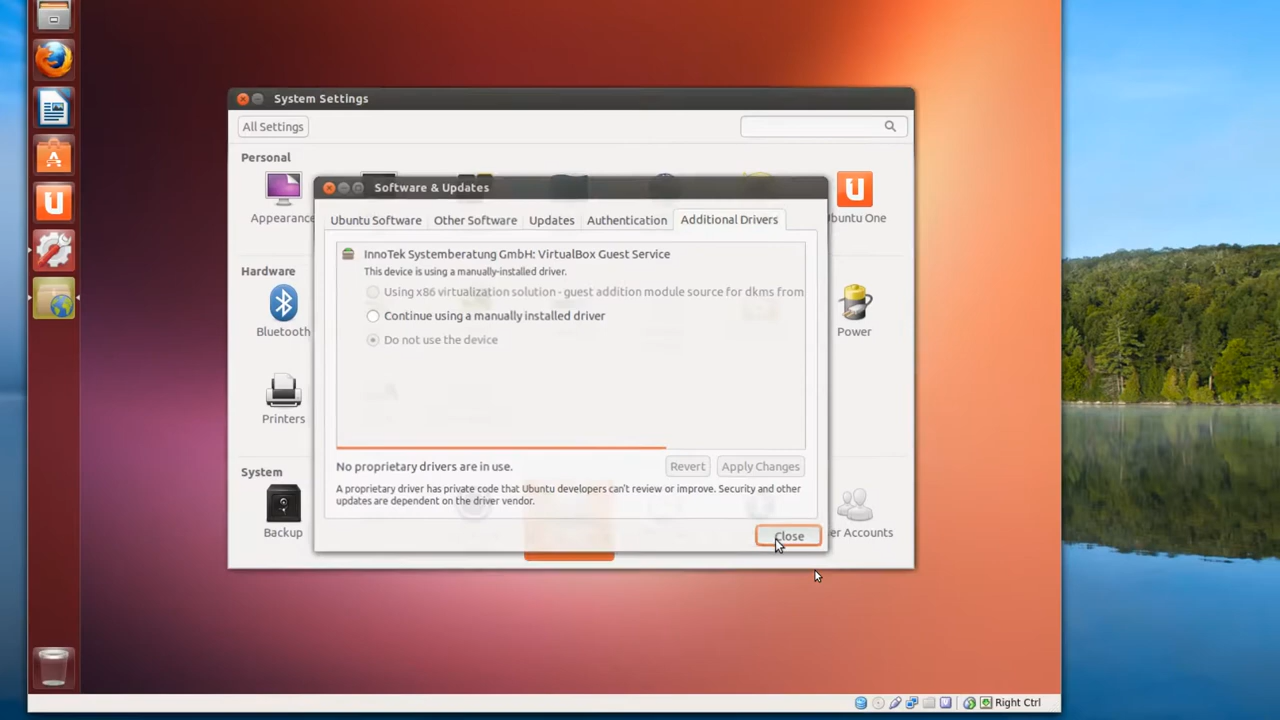 System Settings
All Settings
Personal
Appearance
Ubuntu One
Software & Updates
Ubuntu Software
Other Software
Updates
Authentication
Additional Drivers
InnoTek Systemberatung GmbH: VirtualBox Guest Service
This device is using a manually-installed driver.
Using x86 virtualization solution - guest addition module source for dkms from
Continue using a manually installed driver
Do not use the device
Hardware
Bluetooth
Power
Printers
No proprietary drivers are in use.
Revert
Apply Changes
A proprietary driver has private code that Ubuntu developers can't review or improve. Security and other
updates are dependent on the driver vendor.
System
Backup
er Accounts
Close
Right Ctrl